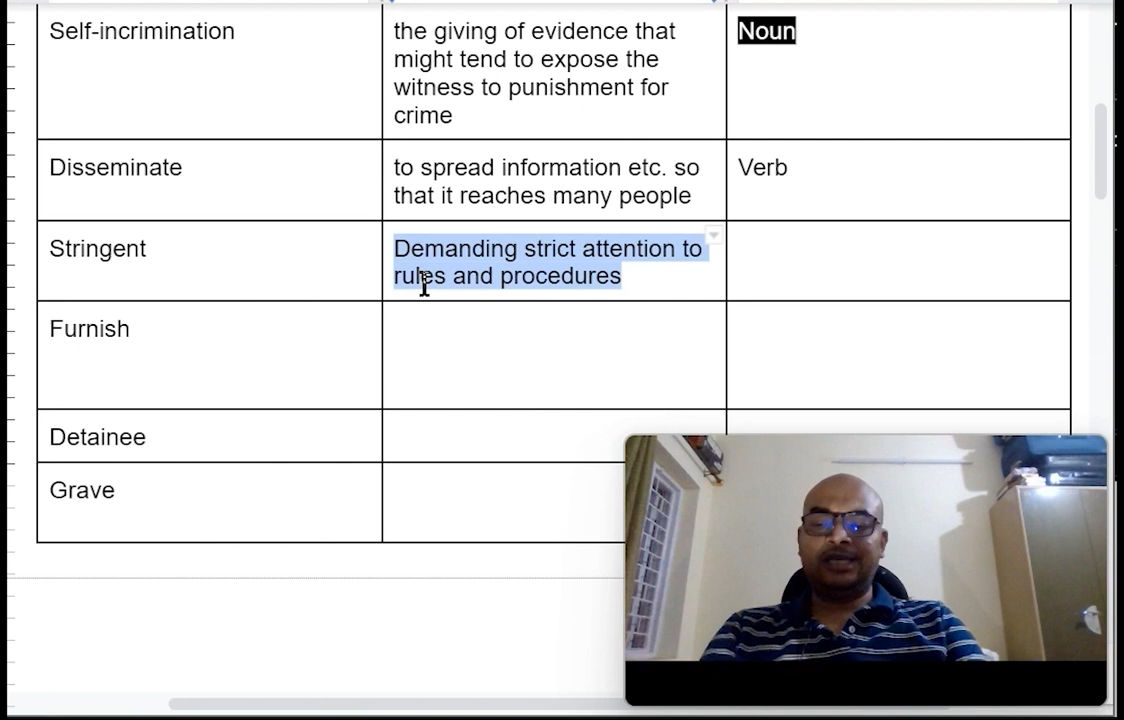 Self-incrimination
the giving of evidence that
might tend to expose the
witness to punishment for
crime
Noun
Disseminate
to spread information etc. so
that it reaches many people
Verb
Stringent
Demanding strict attention to
rules and procedures
Furnish
Detainee
Grave